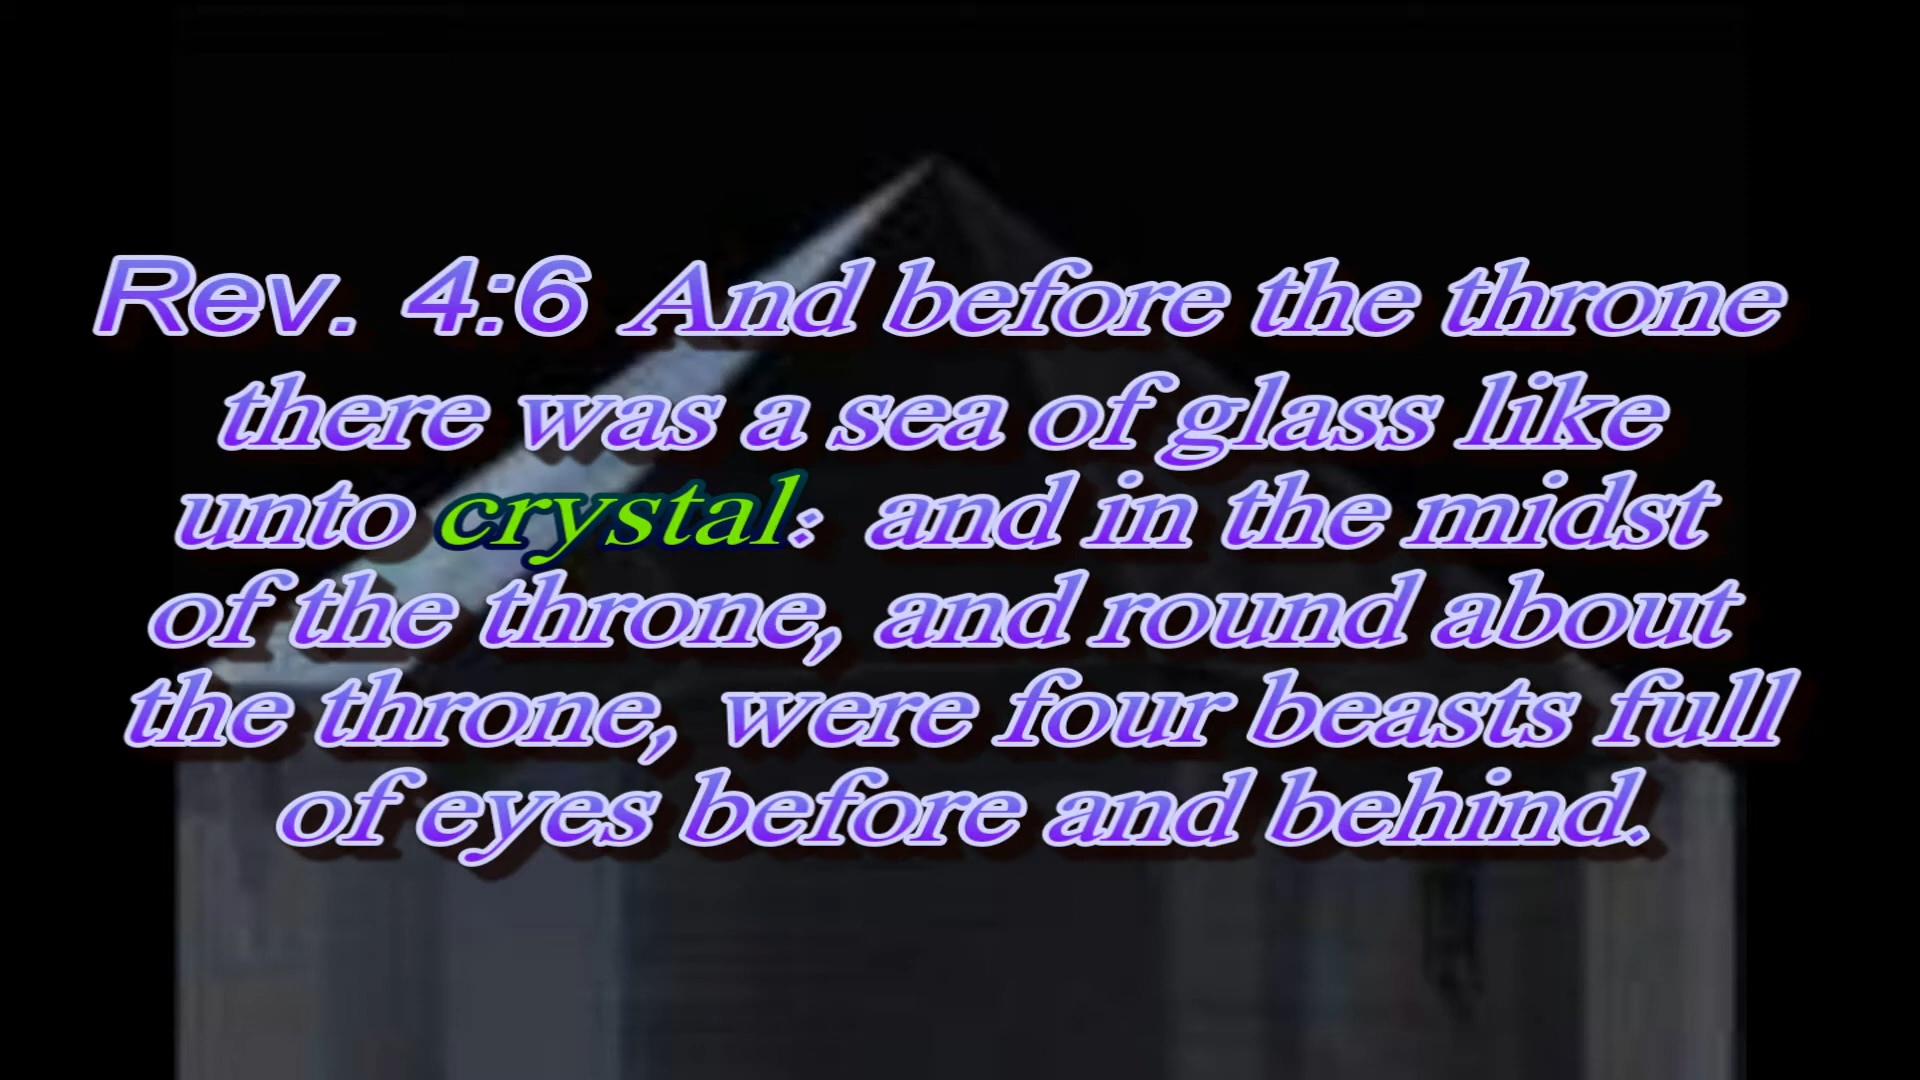 Rev. 4:6 And before the throne
there was a sea of glass like
unto crystal: and in the midst
of the throne, and round about
the throne, were four beasts full
of eyes before and behind.